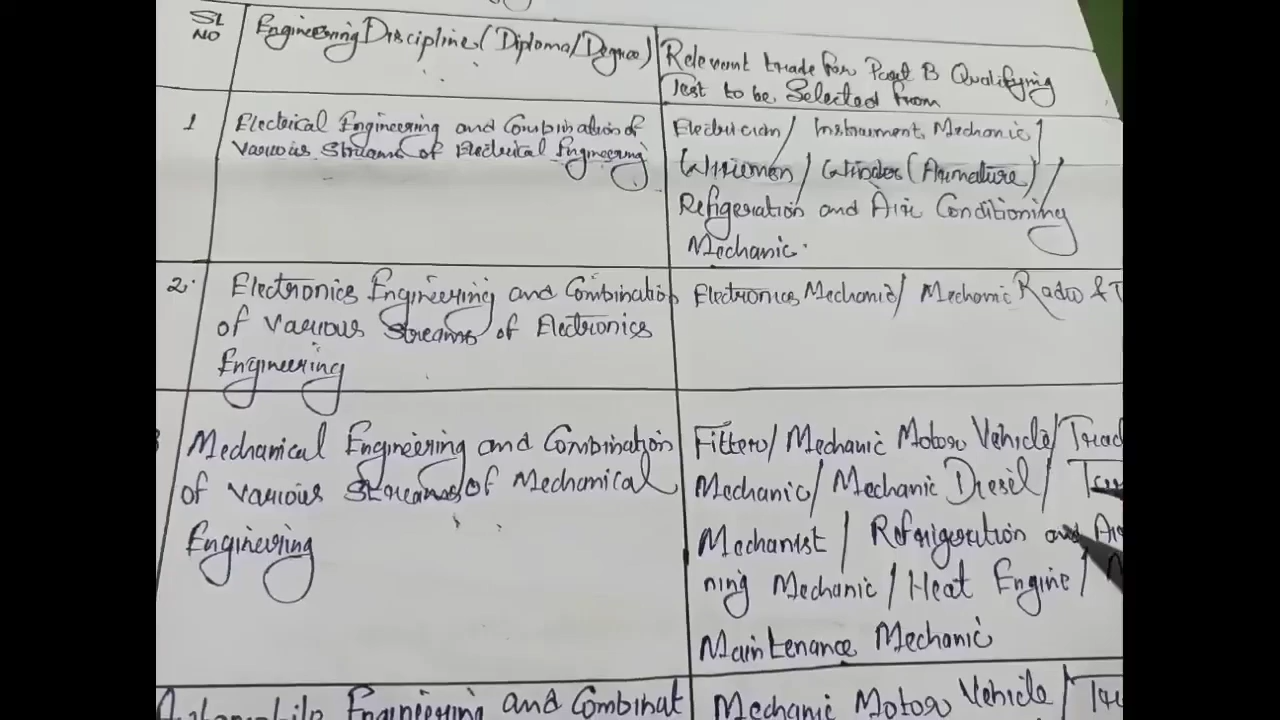 SL
NO
Engineering Discipline (Diploma/Degree)
Relevant trade for Part B Qualifying
Test to be Selected from
1
Electrical Engineering and Combination of
Various Streams of Electrical Engineering
Electrician/ Instrument Mechanic/
Wireman/ Winder (Armature)/
Refigeration and Air Conditioning
Mechanic.
2.
Electronics Engineering and Combination
of Various Streams of Electronics
Engineering
Electronics Mechanic/ Mechanic Radio & T
Mechanical Engineering and Combination
of Various Streams of Mechanical
Engineering
Fitter/ Mechanic Motor Vehicle/
Mechanic/ Mechanic Diesel/
Machinist / Refrigeration and
ning Mechanic / Heat Engine /
Maintenance Mechanic
Automobile Engineering and Combinat
Mechanic Motor Vehicle /